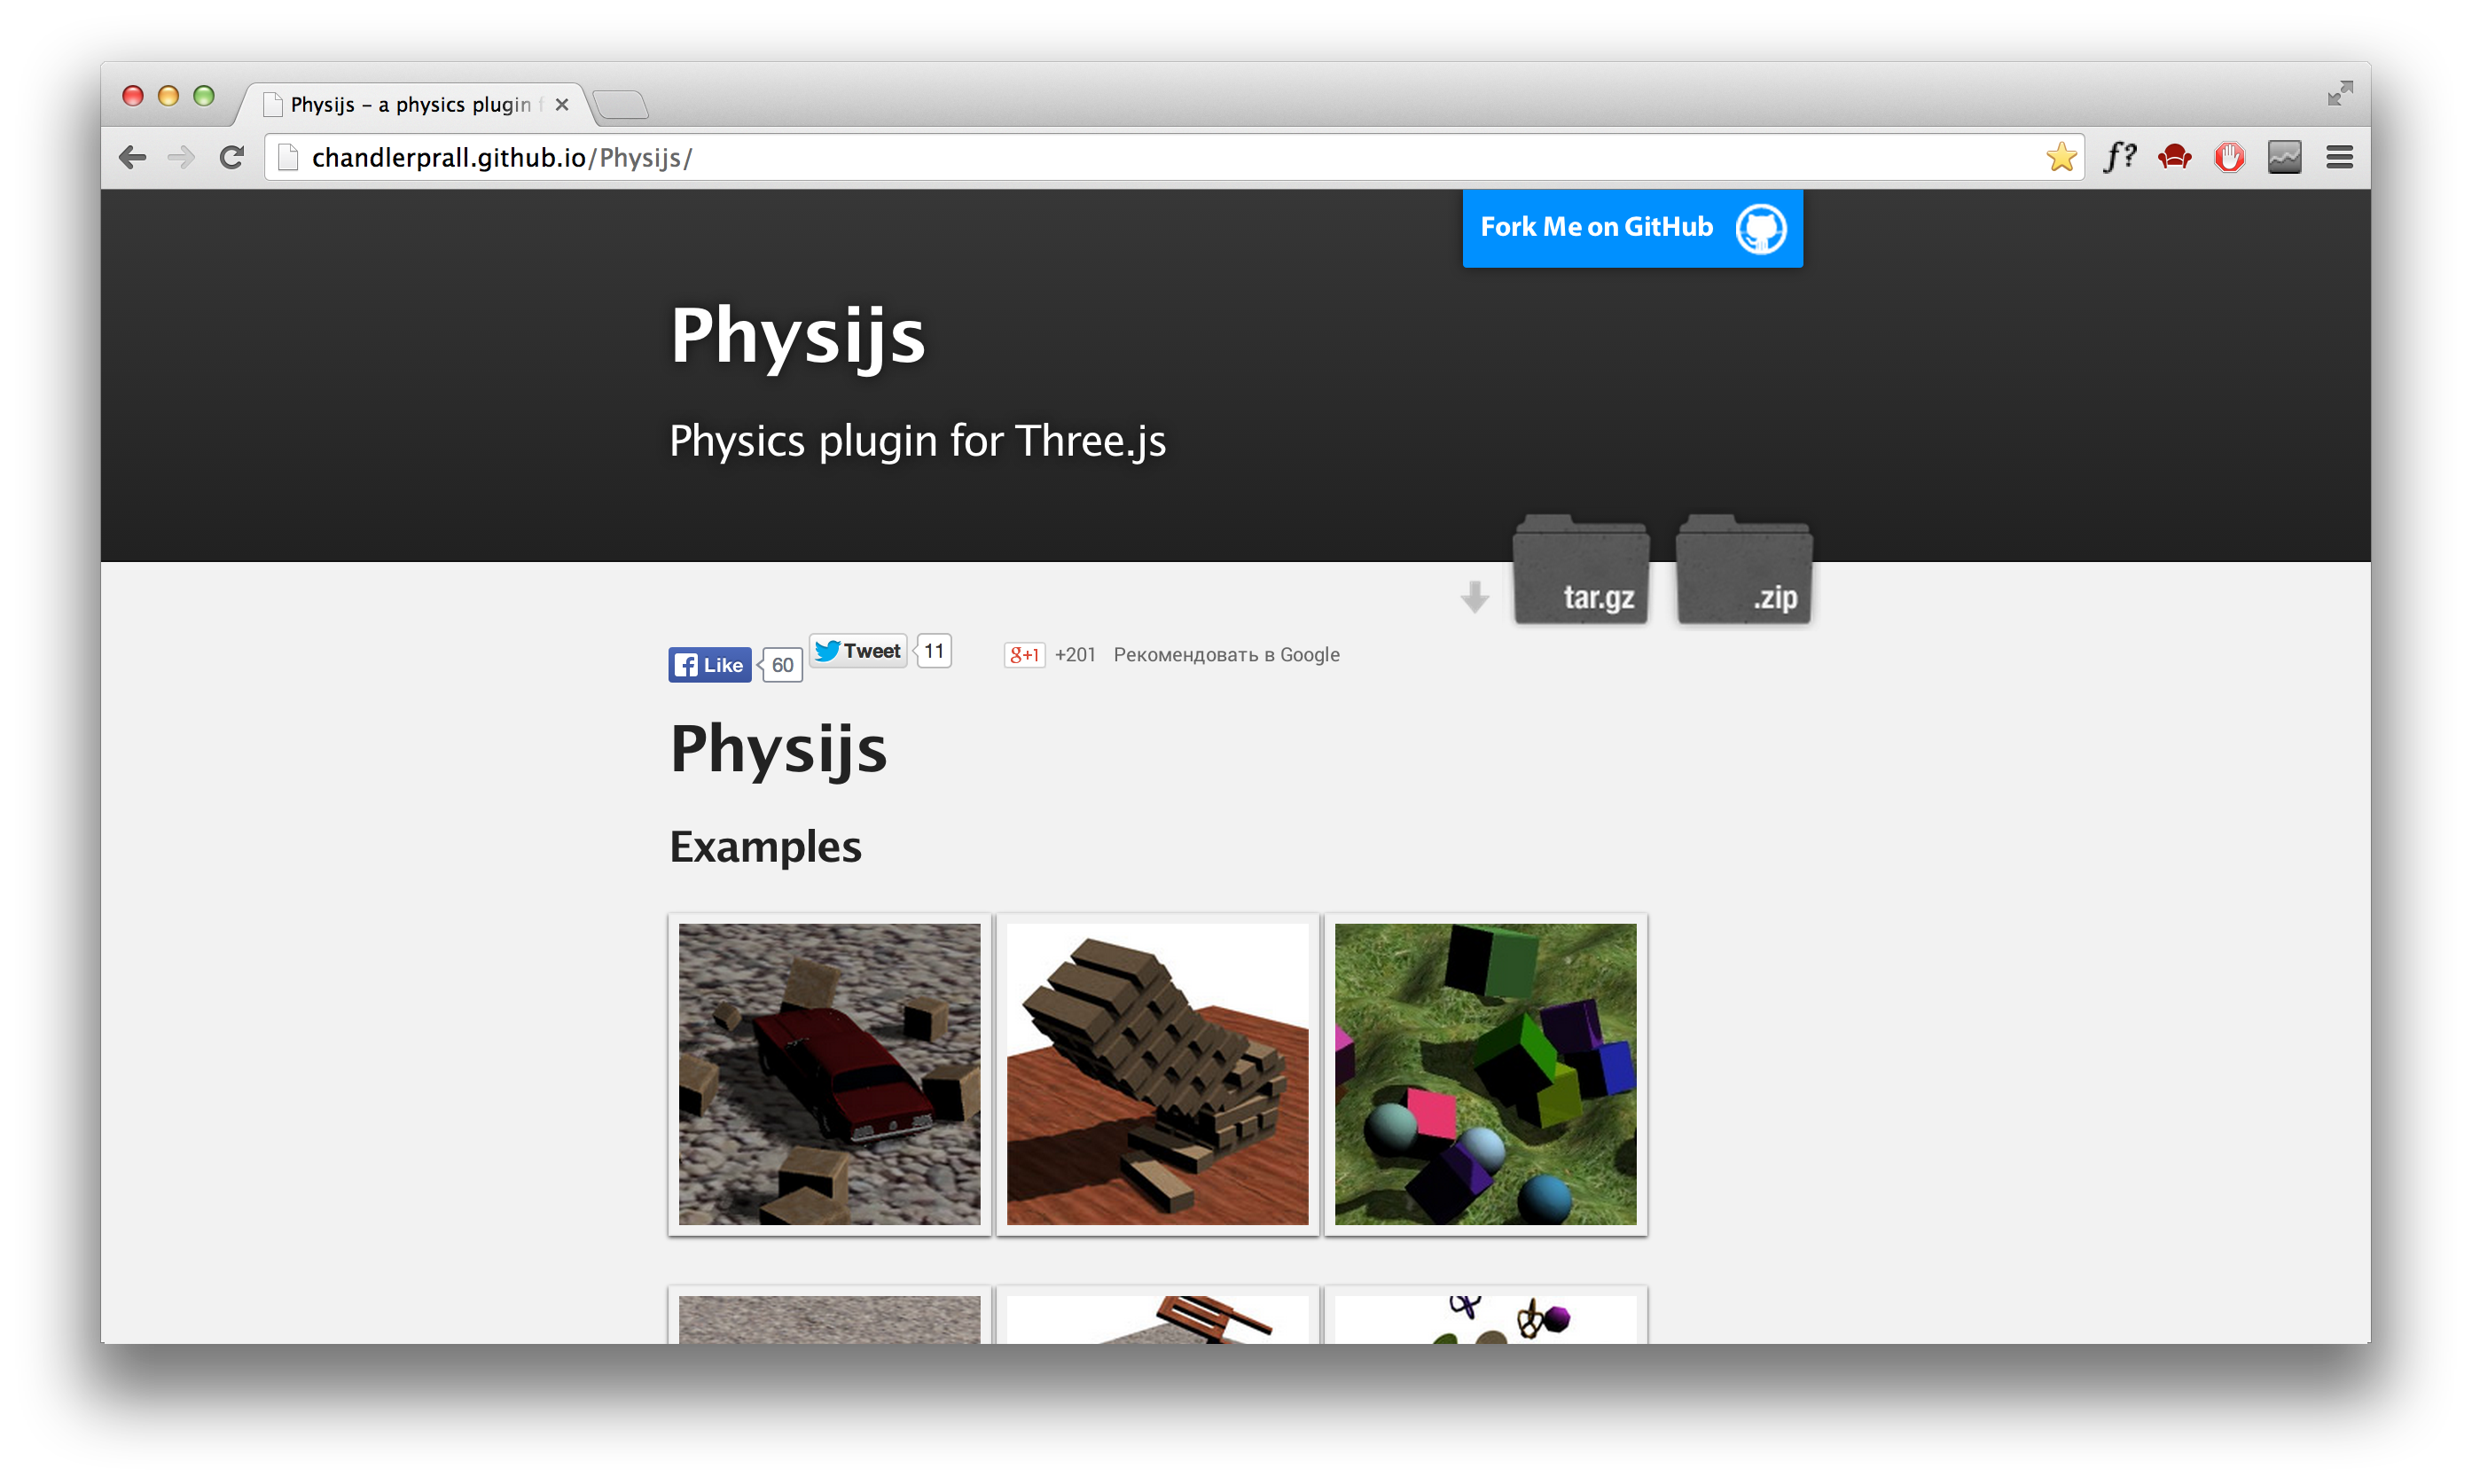 Physijs – a physics plugin f
chandlerprall.github.io/Physijs/
f?
Fork Me on GitHub
Physijs
Physics plugin for Three.js
tar.gz
.zip
Like 60 Tweet 11 g+1 +201 Рекомендовать в Google
Physijs
Examples